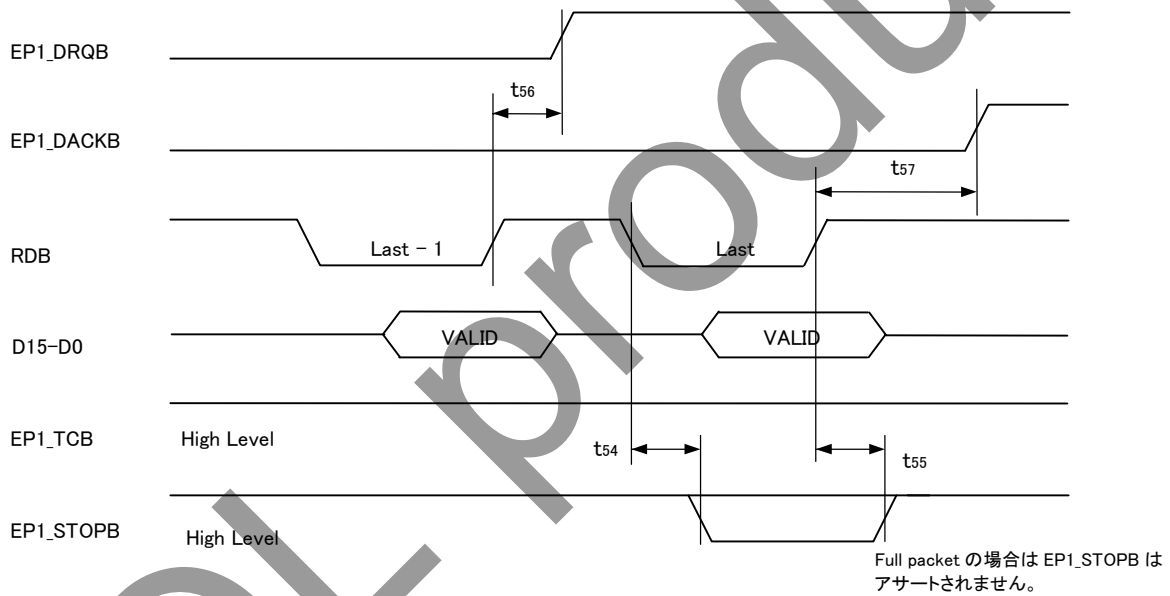 EP1_DRQB
t56
EP1_DACKB
t57
RDB
Last - 1
Last
D15-D0
VALID
VALID
EP1_TCB
High Level
t54
t55
EP1_STOPB
High Level
Full packet の場合は EP1_STOPB は
アサートされません。